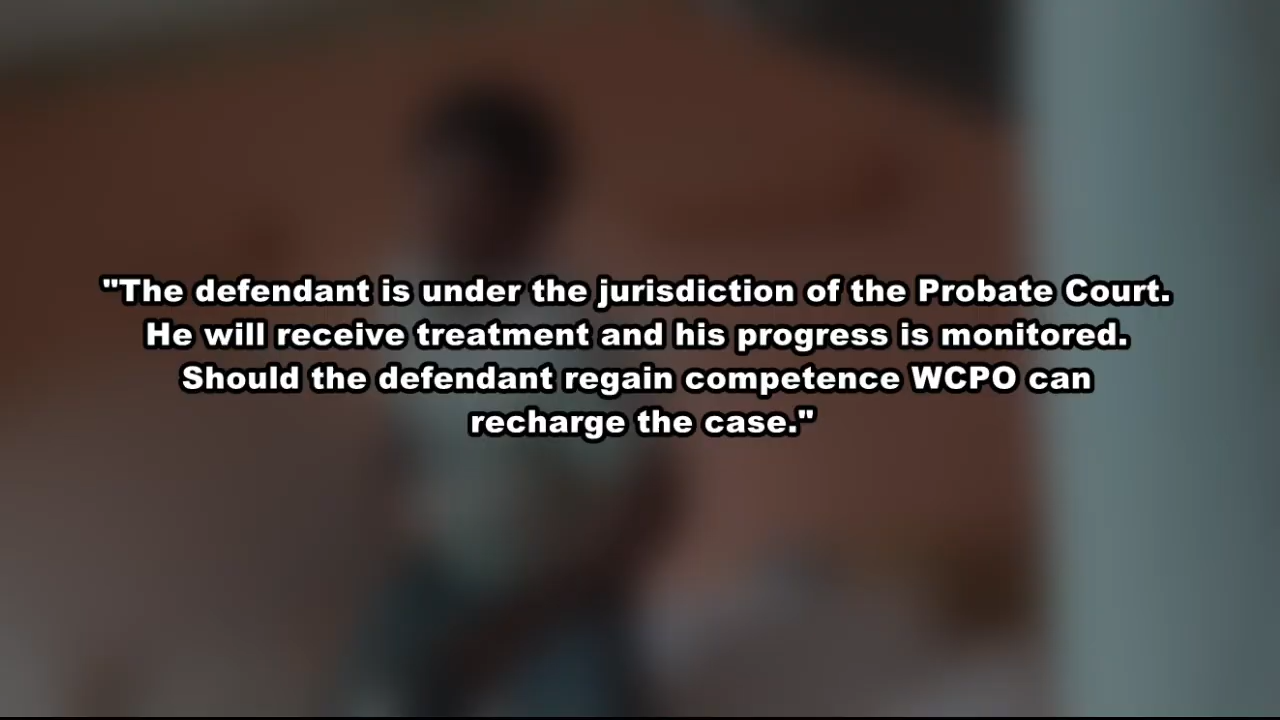 "The defendant is under the jurisdiction of the Probate Court.
He will receive treatment and his progress is monitored.
Should the defendant regain competence WCPO can
recharge the case."